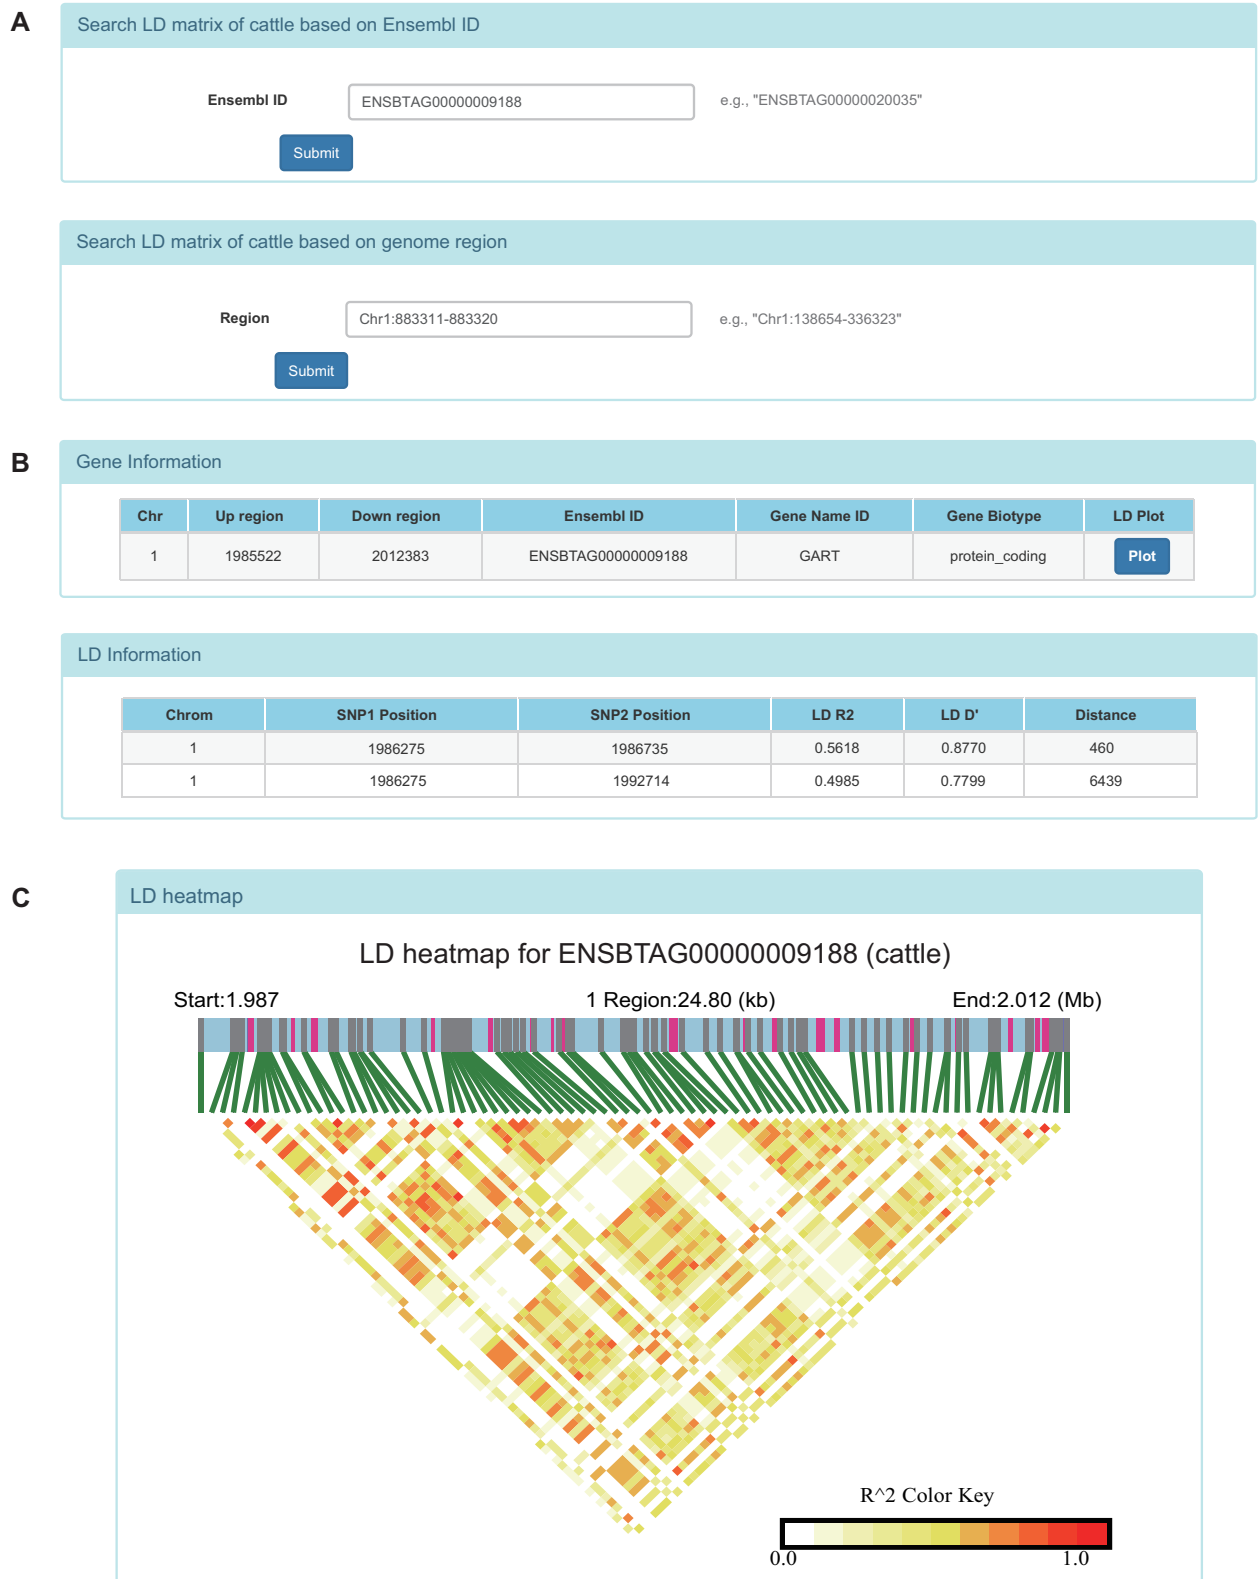 A
Search LD matrix of cattle based on Ensembl ID
Ensembl ID ENSBTAG00000009188 e.g., "ENSBTAG00000020035"
Submit
Search LD matrix of cattle based on genome region
Region Chr1:883311-883320 e.g., "Chr1:138654-336323"
Submit
B
Gene Information
Chr Up region Down region Ensembl ID Gene Name ID Gene Biotype LD Plot
1 1985522 2012383 ENSBTAG00000009188 GART protein_coding Plot
LD Information
Chrom SNP1 Position SNP2 Position LD R2 LD D' Distance
1 1986275 1986735 0.5618 0.8770 460
1 1986275 1992714 0.4985 0.7799 6439
C
LD heatmap
LD heatmap for ENSBTAG00000009188 (cattle)
Start:1.987 1 Region:24.80 (kb) End:2.012 (Mb)
R^2 Color Key
0.0 1.0